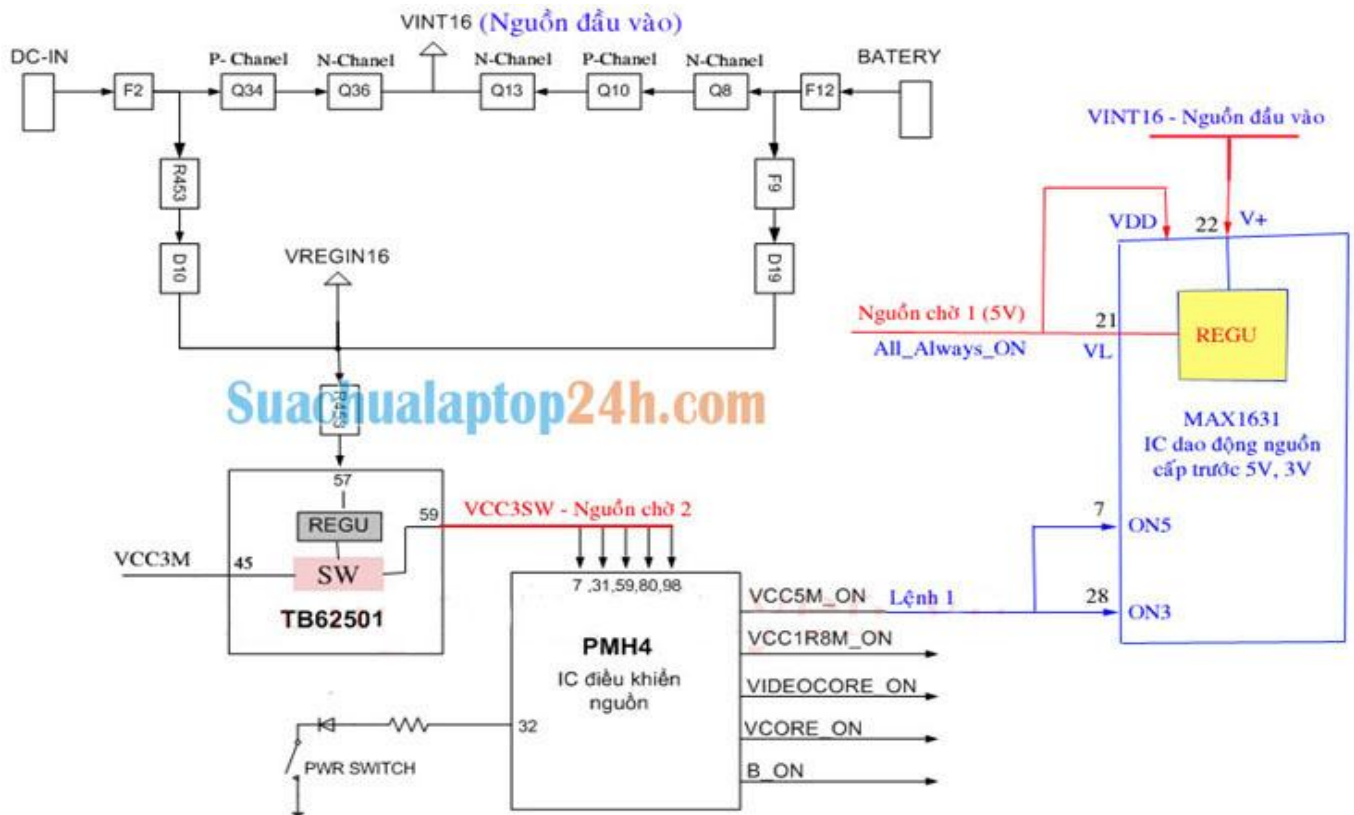 VINT16 (Nguồn đầu vào)
DC-IN
P- Chanel
N-Chanel
N-Chanel
P-Chanel
N-Chanel
BATERY
F2
Q34
Q36
Q13
Q10
Q8
F12
VINT16 - Nguồn đầu vào
R453
F9
VDD
22
V+
D10
VREGIN16
D19
Nguồn chờ 1 (5V)
21
REGU
All_Always_ON
VL
Suachualaptop24h.com
R453
MAX1631
IC dao động nguồn
cấp trước 5V, 3V
57
REGU
59
VCC3SW - Nguồn chờ 2
7
ON5
VCC3M
45
SW
7 ,31,59,80,98
TB62501
VCC5M_ON
Lệnh 1
28
ON3
PMH4
VCC1R8M_ON
IC điều khiển
nguồn
VIDEOCORE_ON
32
VCORE_ON
PWR SWITCH
B_ON